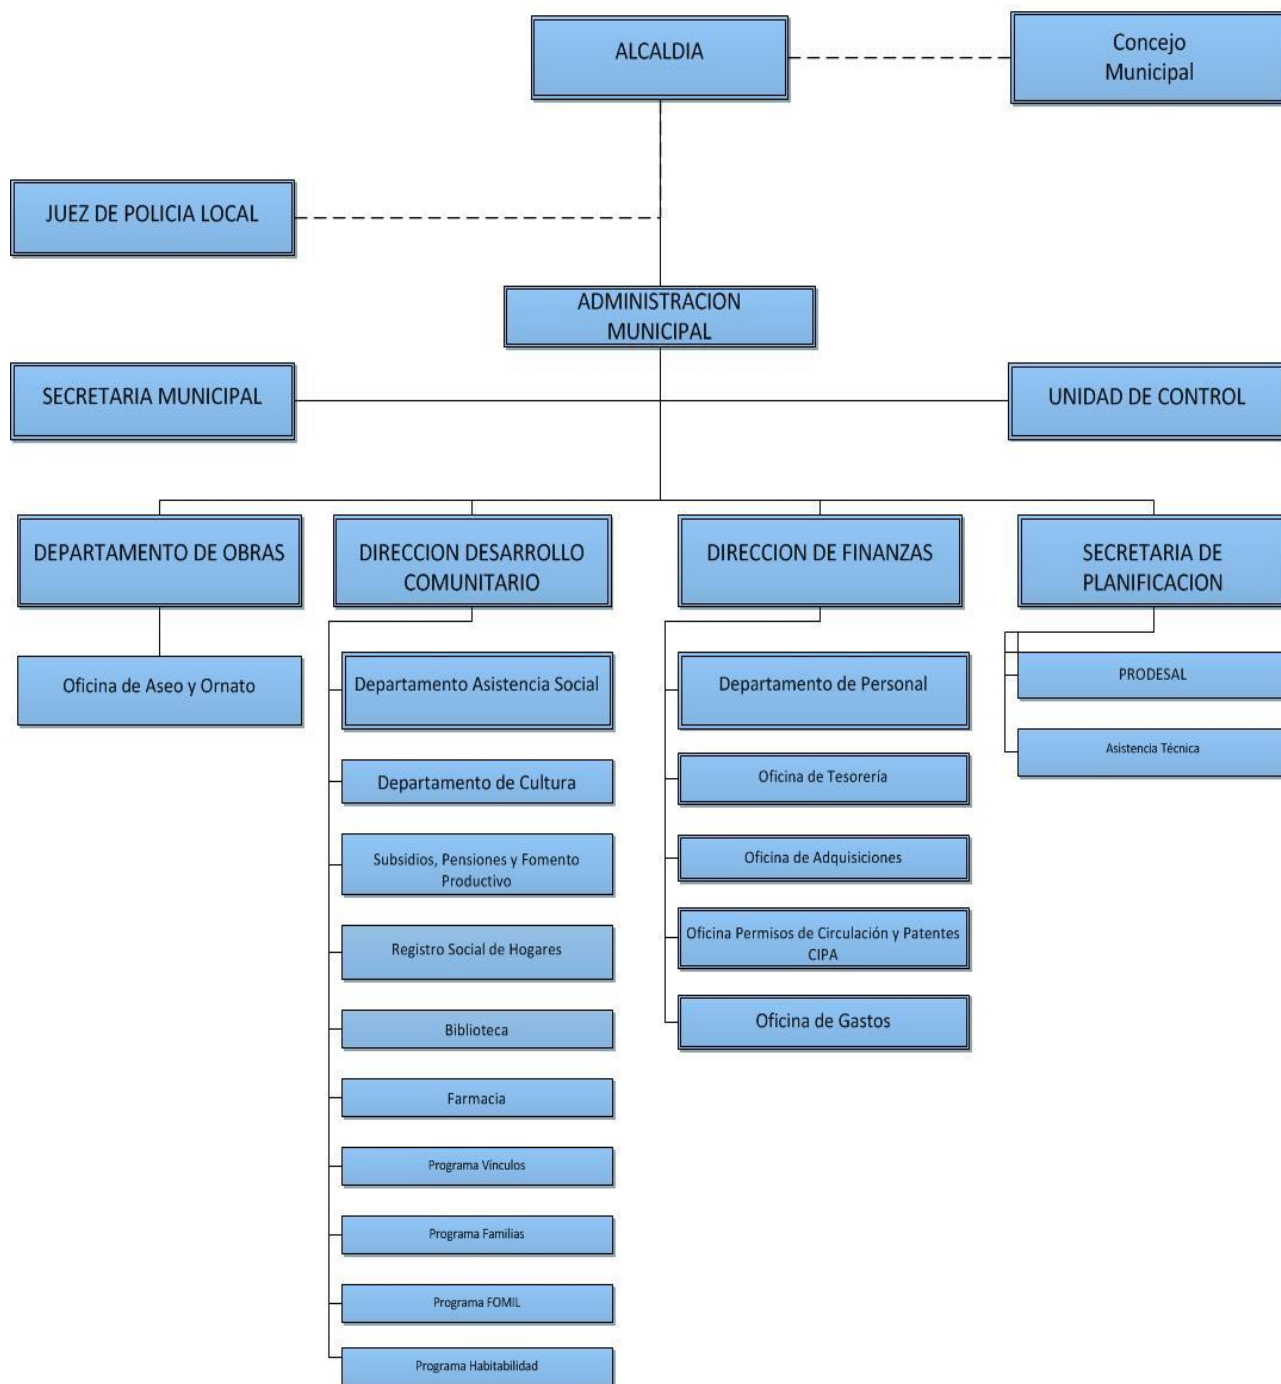 ALCALDIA
Concejo
Municipal
JUEZ DE POLICIA LOCAL
ADMINISTRACION
MUNICIPAL
SECRETARIA MUNICIPAL
UNIDAD DE CONTROL
DEPARTAMENTO DE OBRAS
DIRECCION DESARROLLO
COMUNITARIO
DIRECCION DE FINANZAS
SECRETARIA DE
PLANIFICACION
Oficina de Aseo y Ornato
Departamento Asistencia Social
Departamento de Cultura
Subsidios, Pensiones y Fomento
Productivo
Registro Social de Hogares
Biblioteca
Farmacia
Programa Vinculos
Programa Familias
Programa FOMIL
Programa Habitabilidad
Departamento de Personal
Oficina de Tesorería
Oficina de Adquisiciones
Oficina Permisos de Circulación y Patentes
CIPA
Oficina de Gastos
PRODESAL
Asistencia Técnica